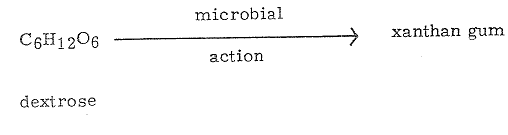 microbial
C6H12O6
xanthan gum
action
dextrose